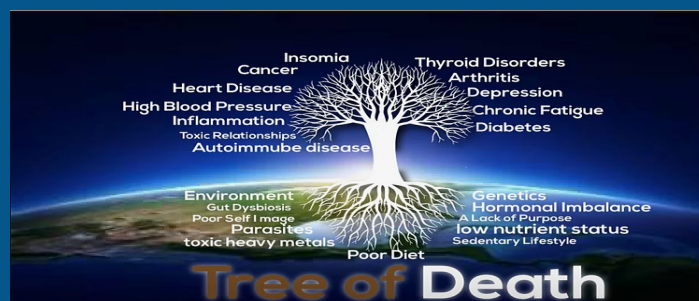 Insomia
Cancer
Heart Disease
High Blood Pressure
Inflammation
Toxic Relationships
Autoimmube disease
Thyroid Disorders
Arthritis
Depression
Chronic Fatigue
Diabetes
Environment
Gut Dysbiosis
Poor Self I mage
Parasites
toxic heavy metals
Genetics
Hormonal Imbalance
A Lack of Purpose
low nutrient status
Sedentary Lifestyle
Poor Diet
Tree of Death